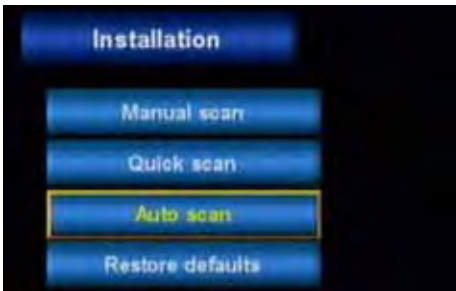 Installation
Manual scan
Quick scan
Auto scan
Restore defaults